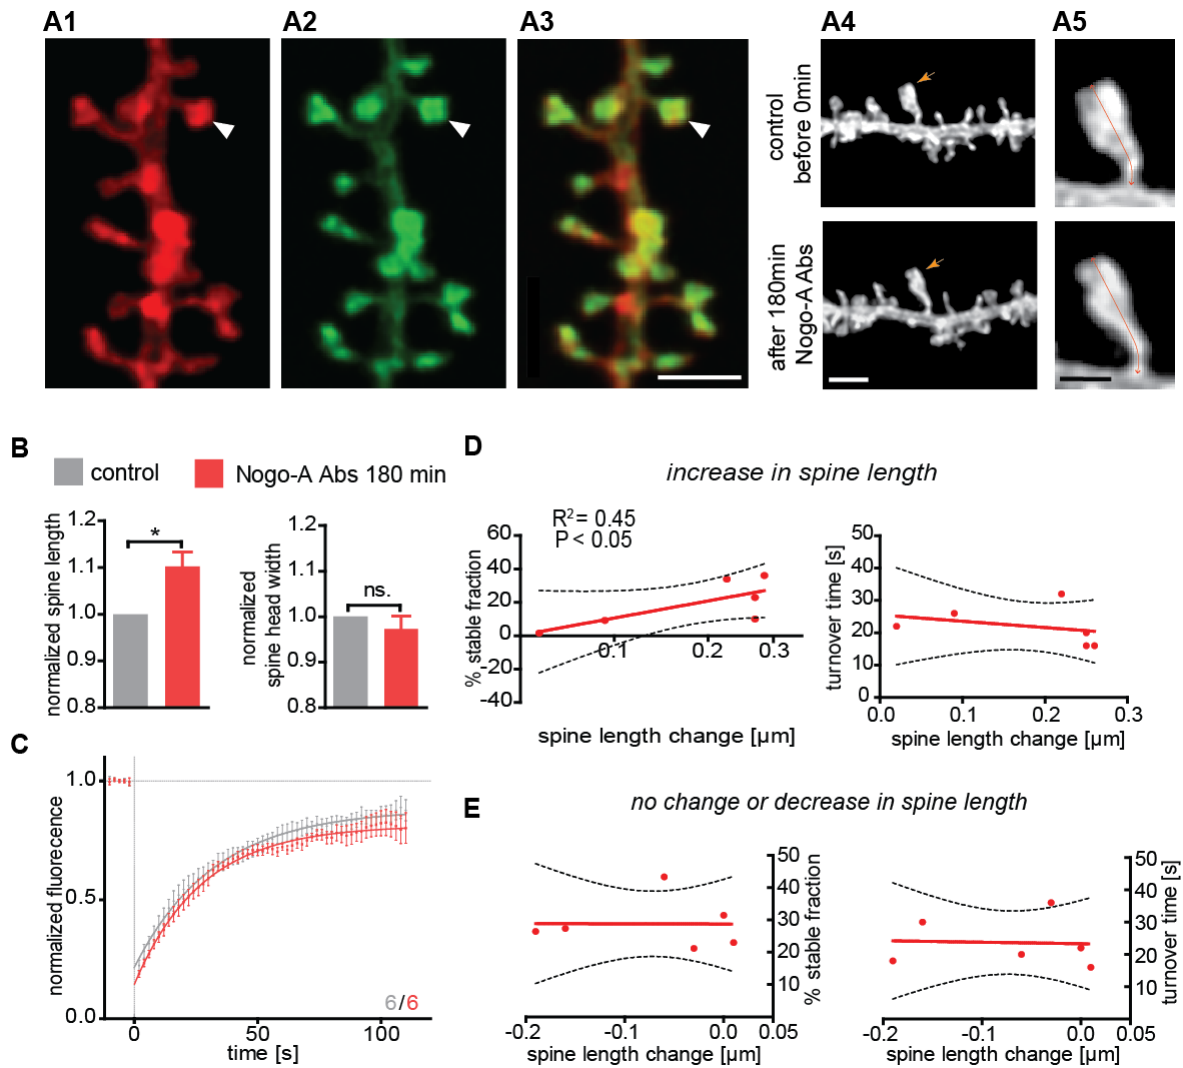 A1 A2 A3 A4 A5
control
before 0min
after 180min
Nogo-A Abs
B
control Nogo-A Abs 180 min
normalized spine length
1.2
1.1
1.0
0.9
0.8
*
normalized
spine head width
1.2
1.1
1.0
0.9
0.8
ns.
C
normalized fluorecence
1.0
0.5
0.0
6/6
0 50 100
time [s]
D
increase in spine length
R2= 0.45
P < 0.05
% stable fraction
60
40
20
0
-20
-40
0.1 0.2 0.3
spine length change [µm]
turnover time [s]
50
40
30
20
10
0
0.0 0.1 0.2 0.3
spine length change [µm]
E
no change or decrease in spine length
50
40
30
20
10
% stable fraction
-0.2 -0.1 0.0 0.05
spine length change [µm]
50
40
30
20
10
turnover time [s]
-0.2 -0.1 0.0 0.05
spine length change [µm]